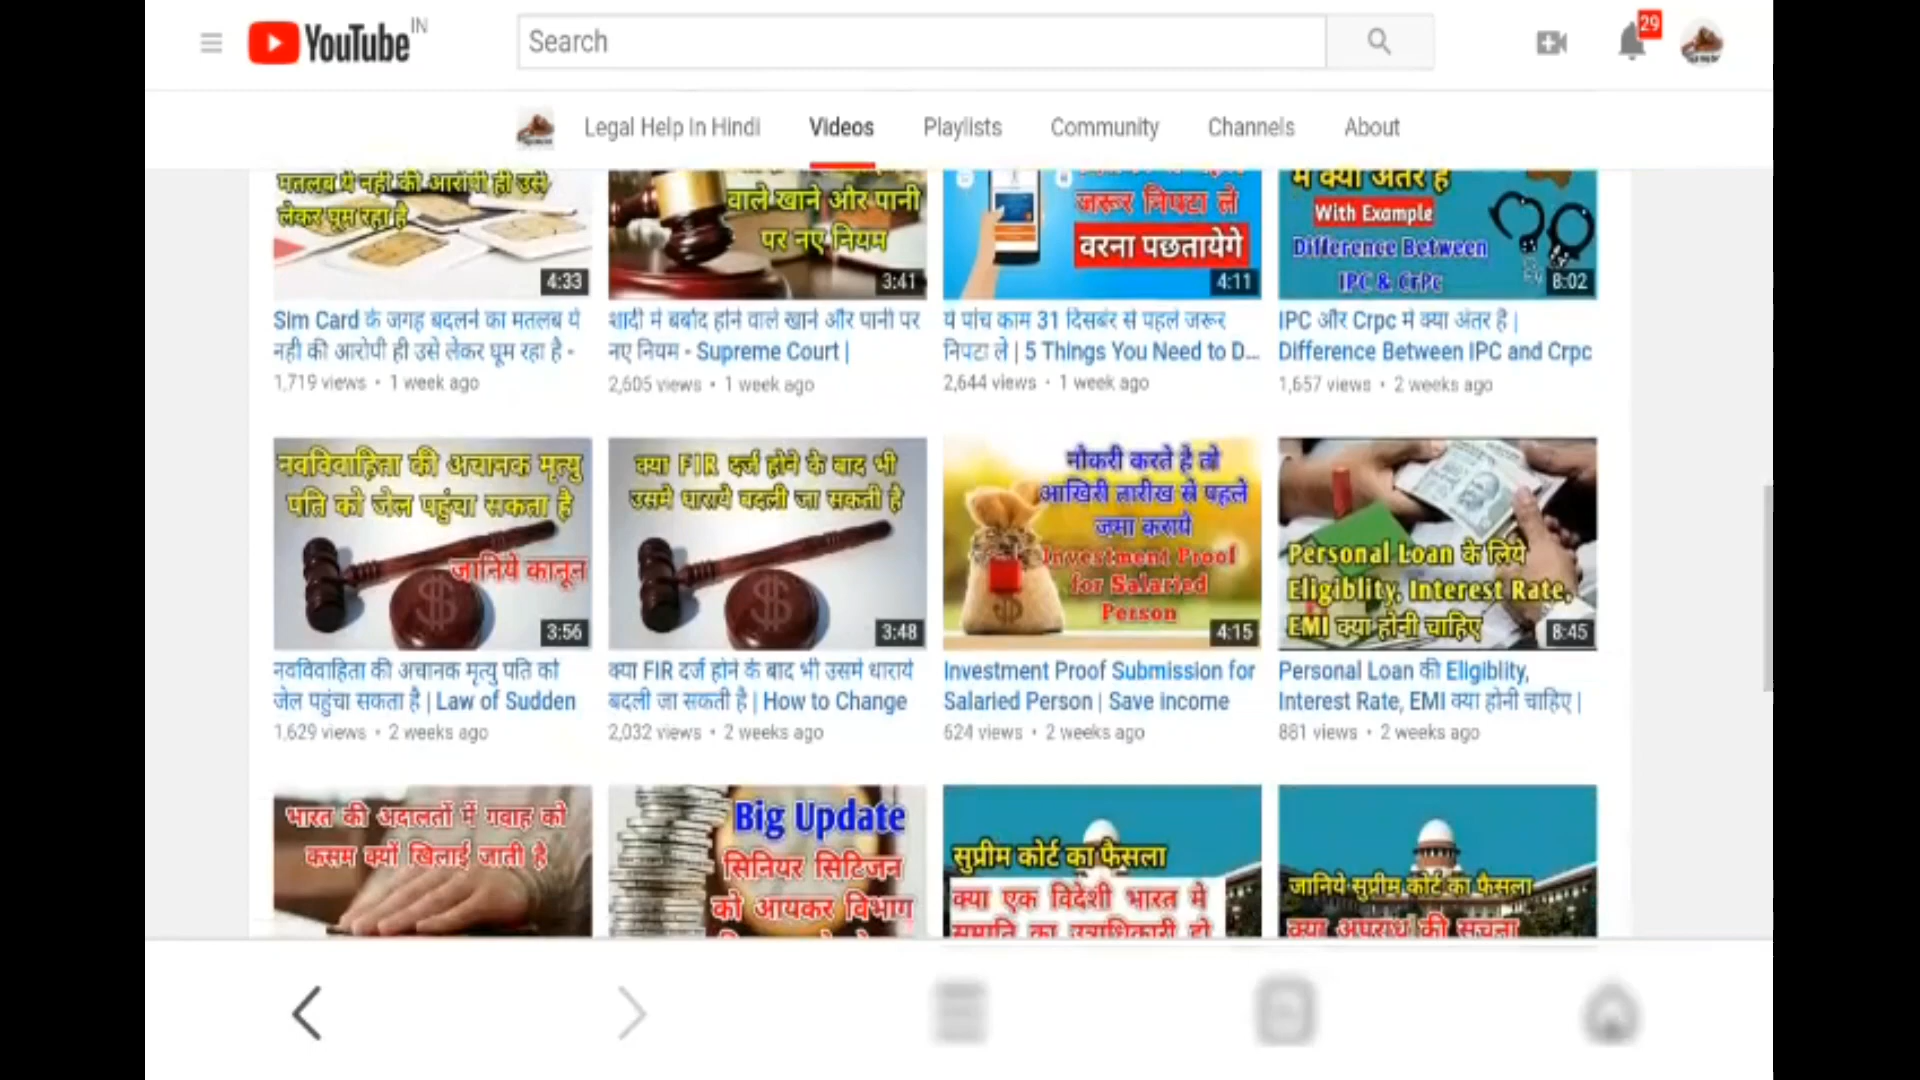 YouTube IN
Search
29
Legal Help In Hindi
Videos
Playlists
Community
Channels
About
मतलब ये नही की आरोपी ही उसे
लेकर घूम रहा है
4:33
वाले खाने और पानी
पर नए नियम
3:41
जरूर निपटा ले
वरना पछतायेगे
4:11
में क्या अंतर है
With Example
Difference Between
IPC & CrPc
8:02
Sim Card के जगह बदलने का मतलब ये
नही की आरोपी ही उसे लेकर घूम रहा है -
1,719 views • 1 week ago
शादी मे बर्बाद होने वाले खाने और पानी पर
नए नियम - Supreme Court |
2,605 views • 1 week ago
ये पांच काम 31 दिसबंर से पहले जरूर
निपटा ले | 5 Things You Need to D...
2,644 views • 1 week ago
IPC और Crpc मे क्या अंतर है |
Difference Between IPC and Crpc
1,657 views • 2 weeks ago
नवविवाहिता की अचानक मृत्यु
पति को जेल पहुंचा सकता है
जानिये कानून
3:56
क्या FIR दर्ज होने के बाद भी
उसमे धाराये बदली जा सकती है
3:48
नौकरी करते है तो
आखिरी तारीख से पहले
जमा कराये
Investment Proof
for Salaried
Person
4:15
Personal Loan के लिये
Eligiblity, Interest Rate,
EMI क्या होनी चाहिए
8:45
नवविवाहिता की अचानक मृत्यु पति को
जेल पहुंचा सकता है | Law of Sudden
1,629 views • 2 weeks ago
क्या FIR दर्ज होने के बाद भी उसमे धाराये
बदली जा सकती है | How to Change
2,032 views • 2 weeks ago
Investment Proof Submission for
Salaried Person | Save income
624 views • 2 weeks ago
Personal Loan की Eligiblity,
Interest Rate, EMI क्या होनी चाहिए |
881 views • 2 weeks ago
भारत की अदालतों में गवाह को
कसम क्यों खिलाई जाती है
Big Update
सिनियर सिटिजन
को आयकर विभाग
सुप्रीम कोर्ट का फैसला
क्या एक विदेशी भारत मे
सम्पति का उत्राधिकारी हो
जानिये सुप्रीम कोर्ट का फैसला
क्या अपराध की सूचना